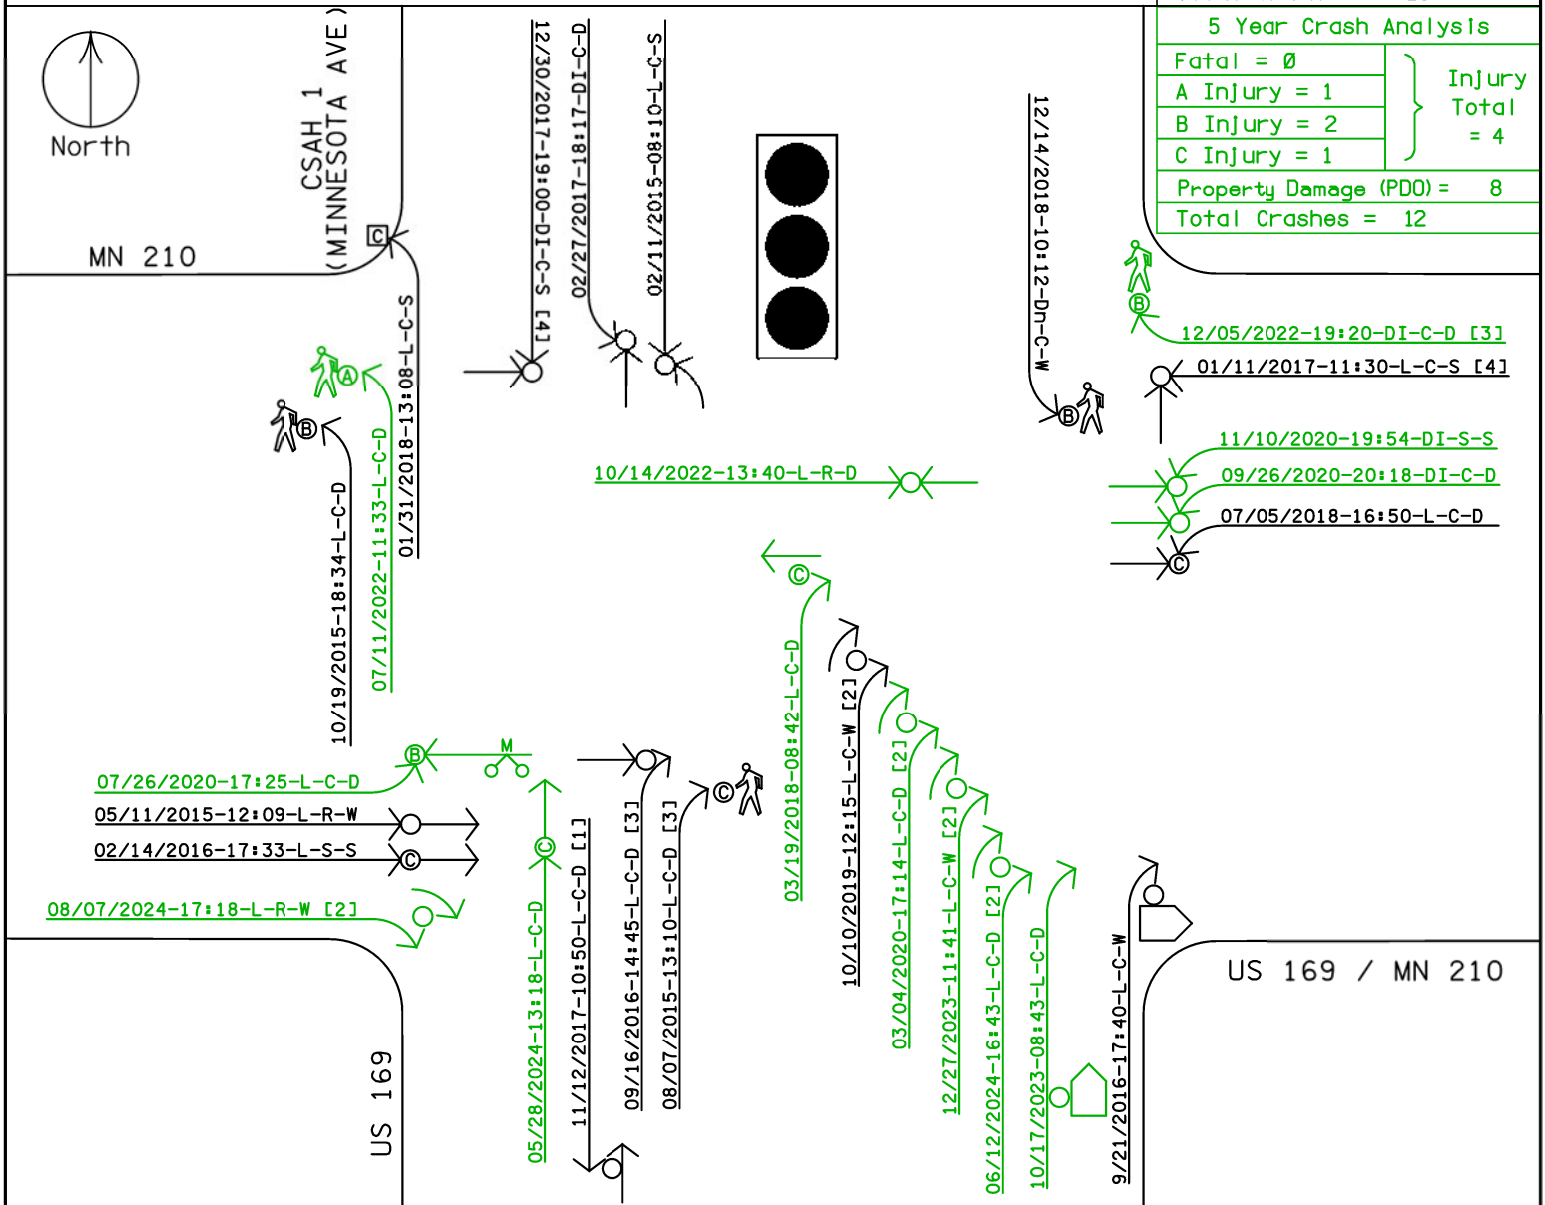 5 Year Crash Analysis
Fatal = Ø
A Injury = 1
B Injury = 2
C Injury = 1
Injury
Total
= 4
Property Damage (PDO) = 8
Total Crashes = 12
North
CSAH 1
(MINNESOTA AVE)
MN 210
12/30/2017-19:00-DI-C-S [4]
02/27/2017-18:17-DI-C-D
02/11/2015-08:10-L-C-S
12/14/2018-10:12-Dn-C-W
B
B
12/05/2022-19:20-DI-C-D [3]
01/11/2017-11:30-L-C-S [4]
11/10/2020-19:54-DI-S-S
09/26/2020-20:18-DI-C-D
07/05/2018-16:50-L-C-D
C
C
01/31/2018-13:08-L-C-S
A
07/11/2022-11:33-L-C-D
B
10/19/2015-18:34-L-C-D
10/14/2022-13:40-L-R-D
C
03/19/2018-08:42-L-C-D
10/10/2019-12:15-L-C-W [2]
03/04/2020-17:14-L-C-D [2]
12/27/2023-11:41-L-C-W [2]
06/12/2024-16:43-L-C-D [2]
10/17/2023-08:43-L-C-D
9/21/2016-17:40-L-C-W
B
M
07/26/2020-17:25-L-C-D
05/11/2015-12:09-L-R-W
02/14/2016-17:33-L-S-S
C
08/07/2024-17:18-L-R-W [2]
C
05/28/2024-13:18-L-C-D
11/12/2017-10:50-L-C-D [1]
09/16/2016-14:45-L-C-D [3]
08/07/2015-13:10-L-C-D [3]
C
US 169
US 169 / MN 210